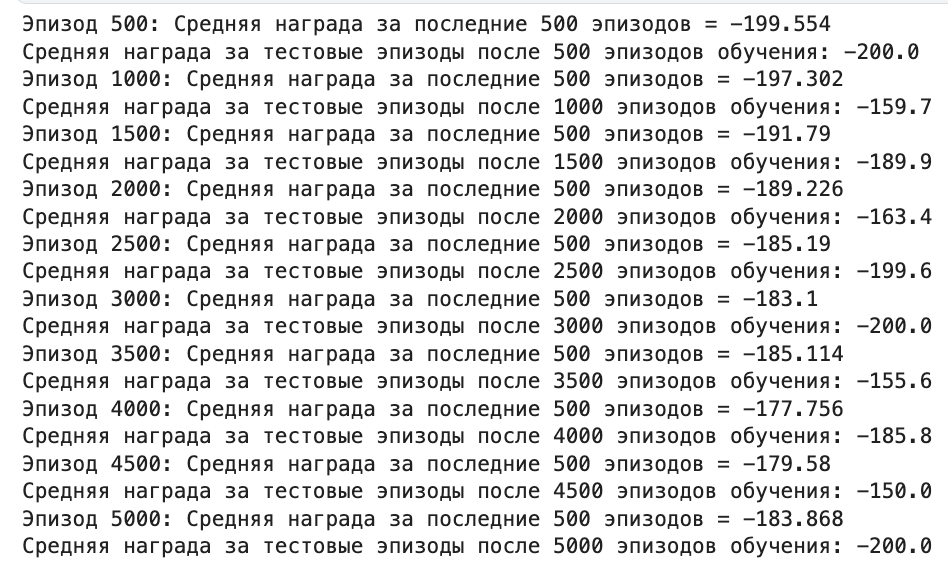 Эпизод 500: Средняя награда за последние 500 эпизодов = -199.554
Средняя награда за тестовые эпизоды после 500 эпизодов обучения: -200.0
Эпизод 1000: Средняя награда за последние 500 эпизодов = -197.302
Средняя награда за тестовые эпизоды после 1000 эпизодов обучения: -159.7
Эпизод 1500: Средняя награда за последние 500 эпизодов = -191.79
Средняя награда за тестовые эпизоды после 1500 эпизодов обучения: -189.9
Эпизод 2000: Средняя награда за последние 500 эпизодов = -189.226
Средняя награда за тестовые эпизоды после 2000 эпизодов обучения: -163.4
Эпизод 2500: Средняя награда за последние 500 эпизодов = -185.19
Средняя награда за тестовые эпизоды после 2500 эпизодов обучения: -199.6
Эпизод 3000: Средняя награда за последние 500 эпизодов = -183.1
Средняя награда за тестовые эпизоды после 3000 эпизодов обучения: -200.0
Эпизод 3500: Средняя награда за последние 500 эпизодов = -185.114
Средняя награда за тестовые эпизоды после 3500 эпизодов обучения: -155.6
Эпизод 4000: Средняя награда за последние 500 эпизодов = -177.756
Средняя награда за тестовые эпизоды после 4000 эпизодов обучения: -185.8
Эпизод 4500: Средняя награда за последние 500 эпизодов = -179.58
Средняя награда за тестовые эпизоды после 4500 эпизодов обучения: -150.0
Эпизод 5000: Средняя награда за последние 500 эпизодов = -183.868
Средняя награда за тестовые эпизоды после 5000 эпизодов обучения: -200.0